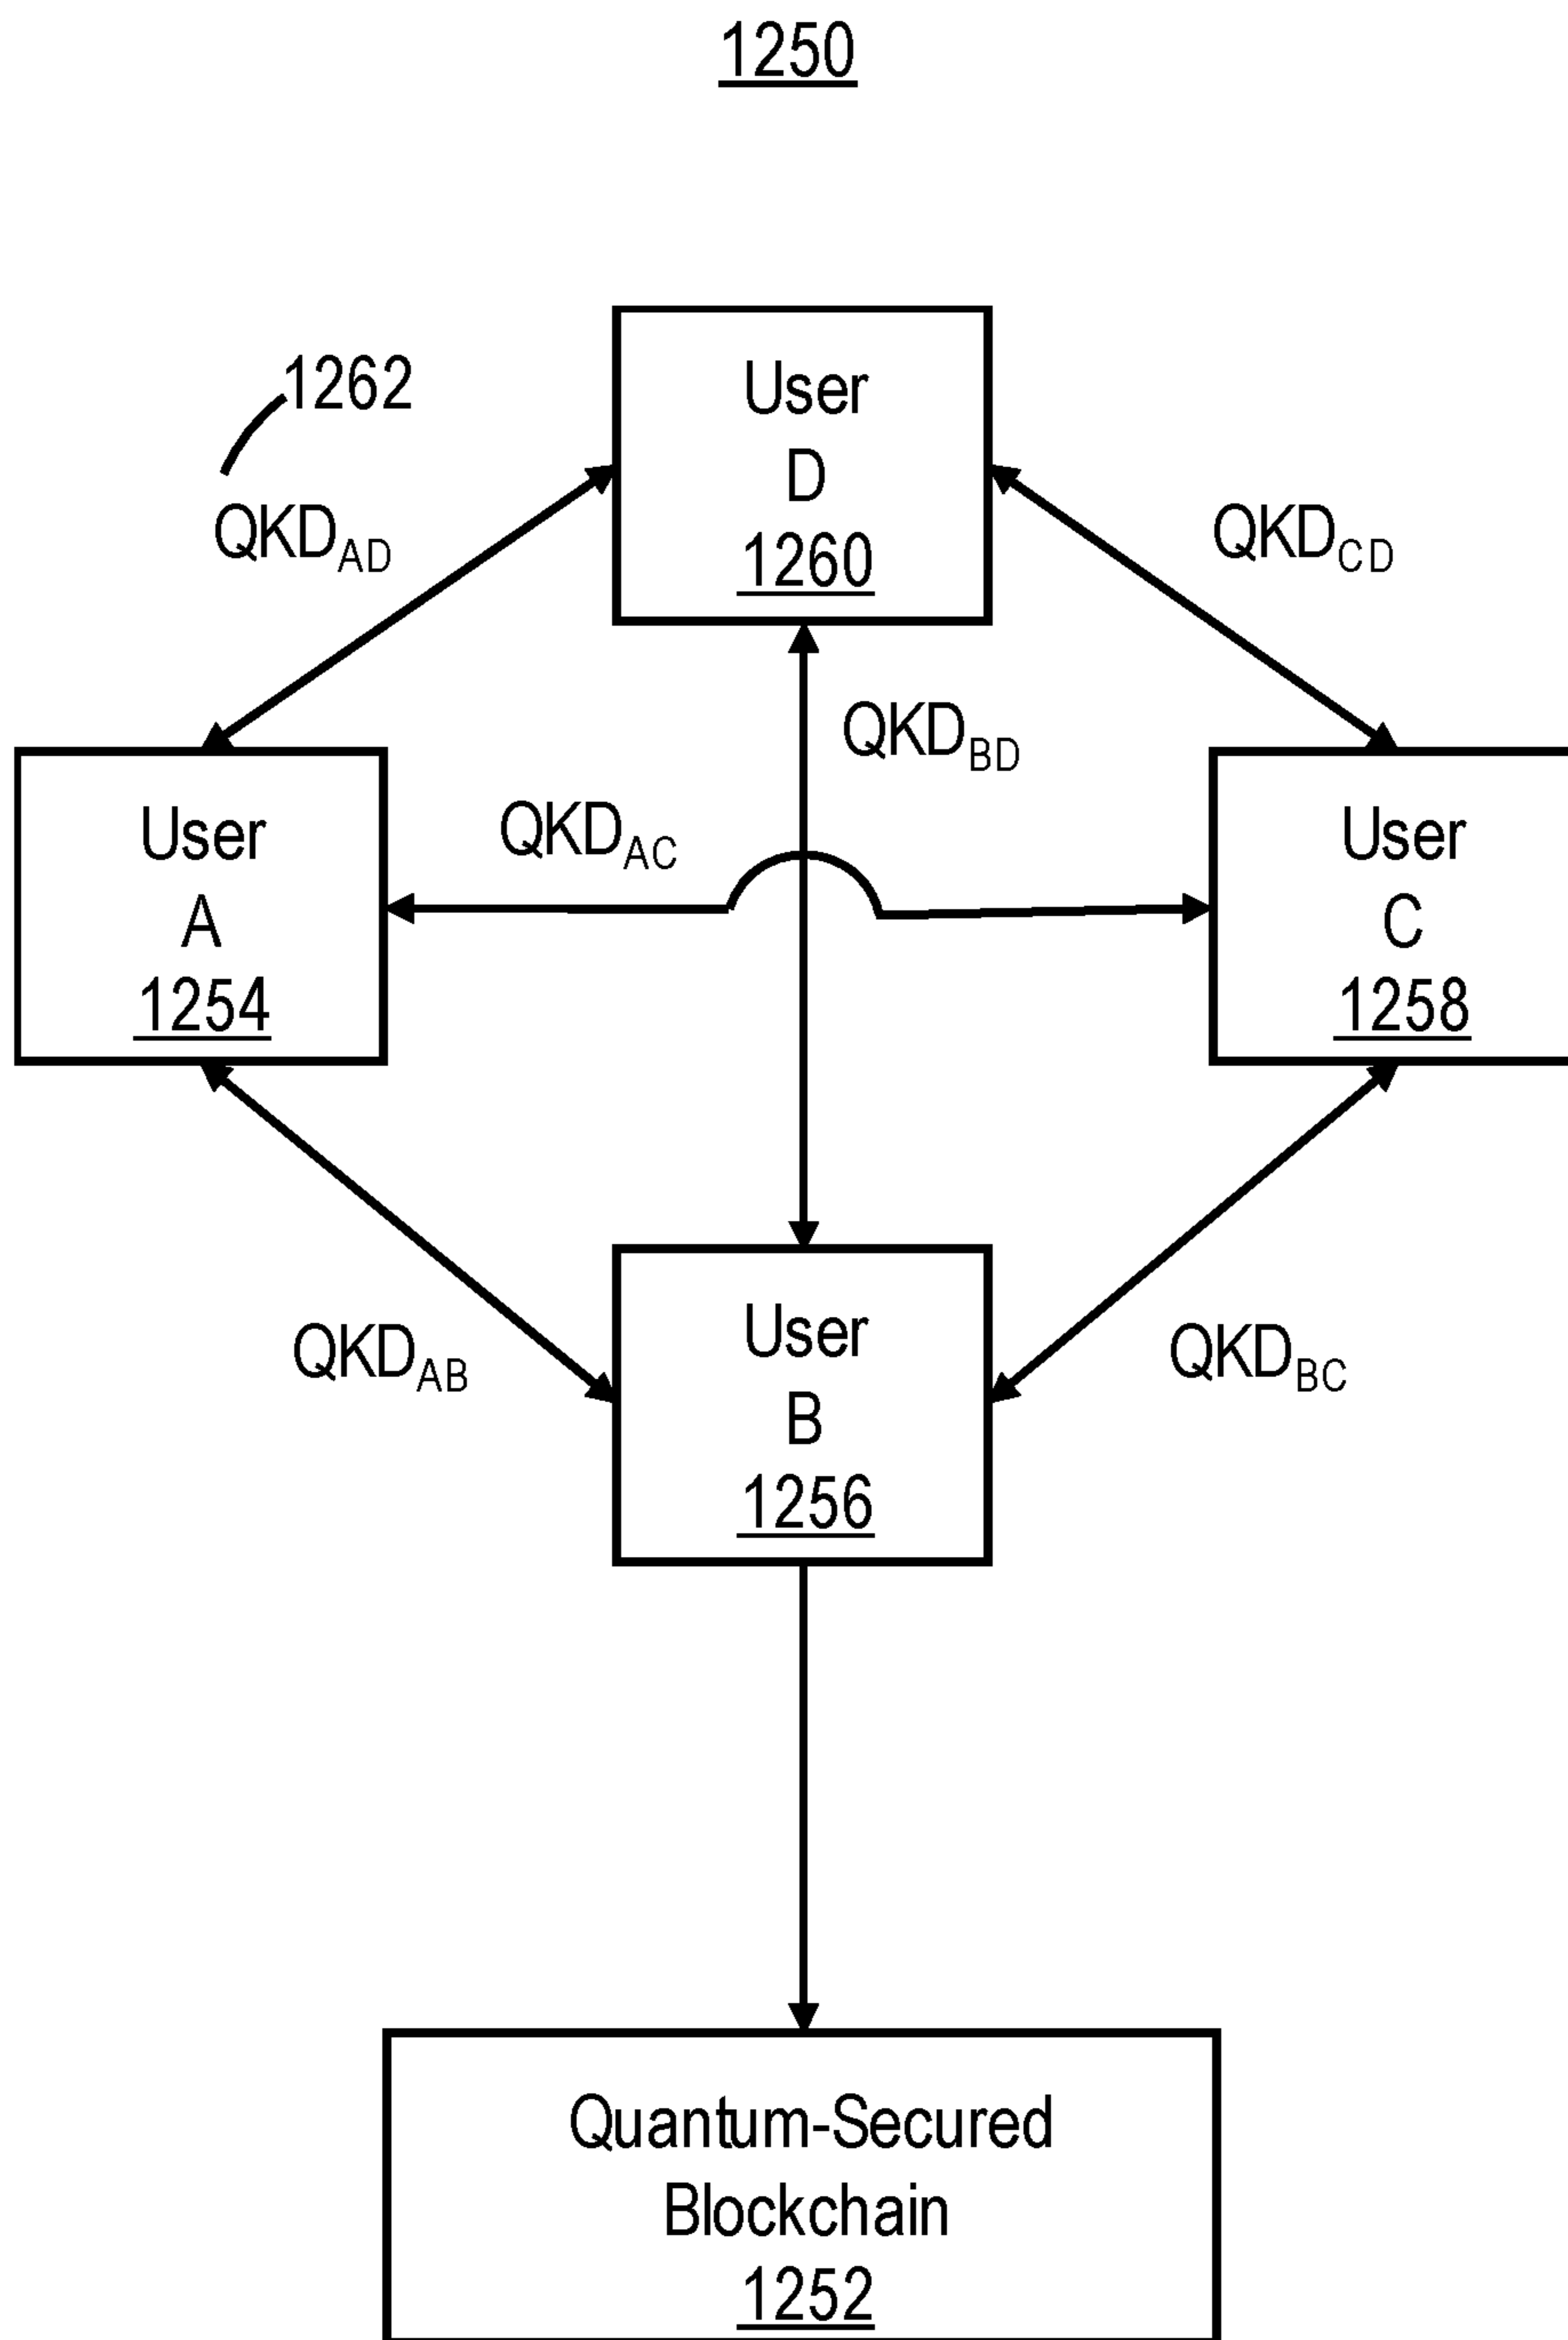 1250
1262
User
D
1260
QKDAD
QKDCD
QKDBD
User
A
1254
QKDAC
User
C
1258
QKDAB
User
B
1256
QKDBC
Quantum-Secured
Blockchain
1252